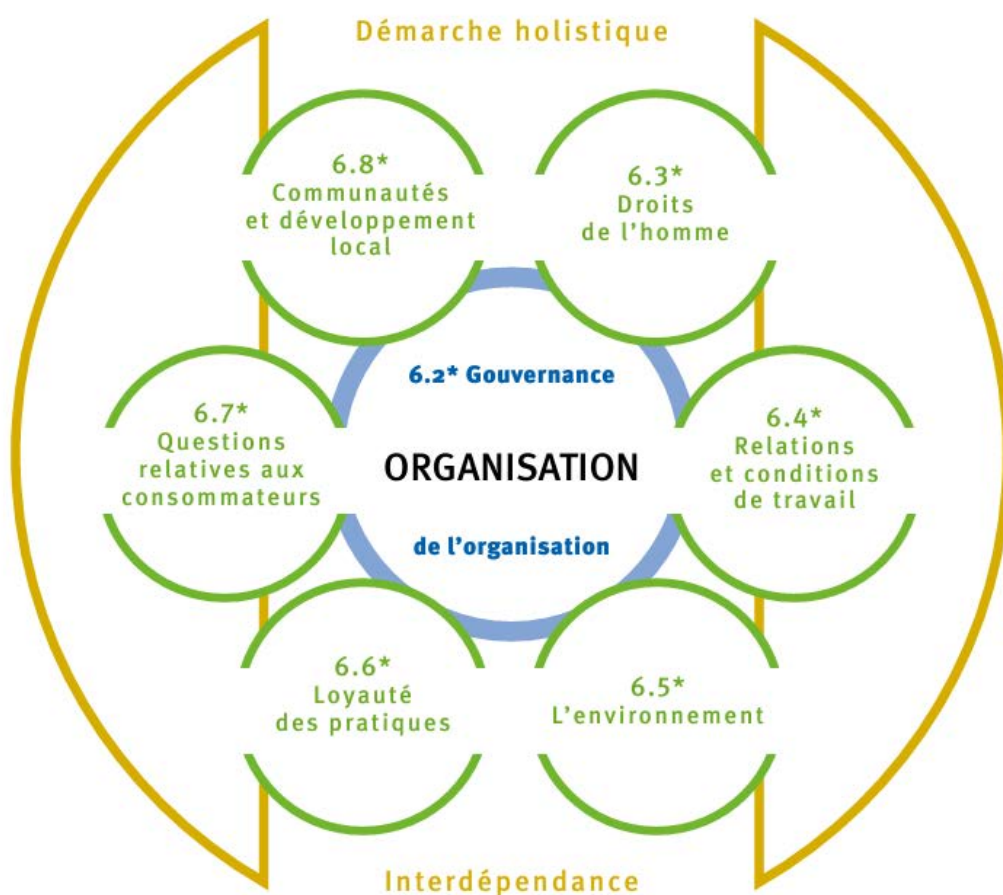 Démarche holistique
6.8*
Communautés
et développement
local
6.3*
Droits
de l’homme
6.2* Gouvernance
ORGANISATION
de l’organisation
6.7*
Questions
relatives aux
consommateurs
6.4*
Relations
et conditions
de travail
6.6*
Loyauté
des pratiques
6.5*
L’environnement
Interdépendance